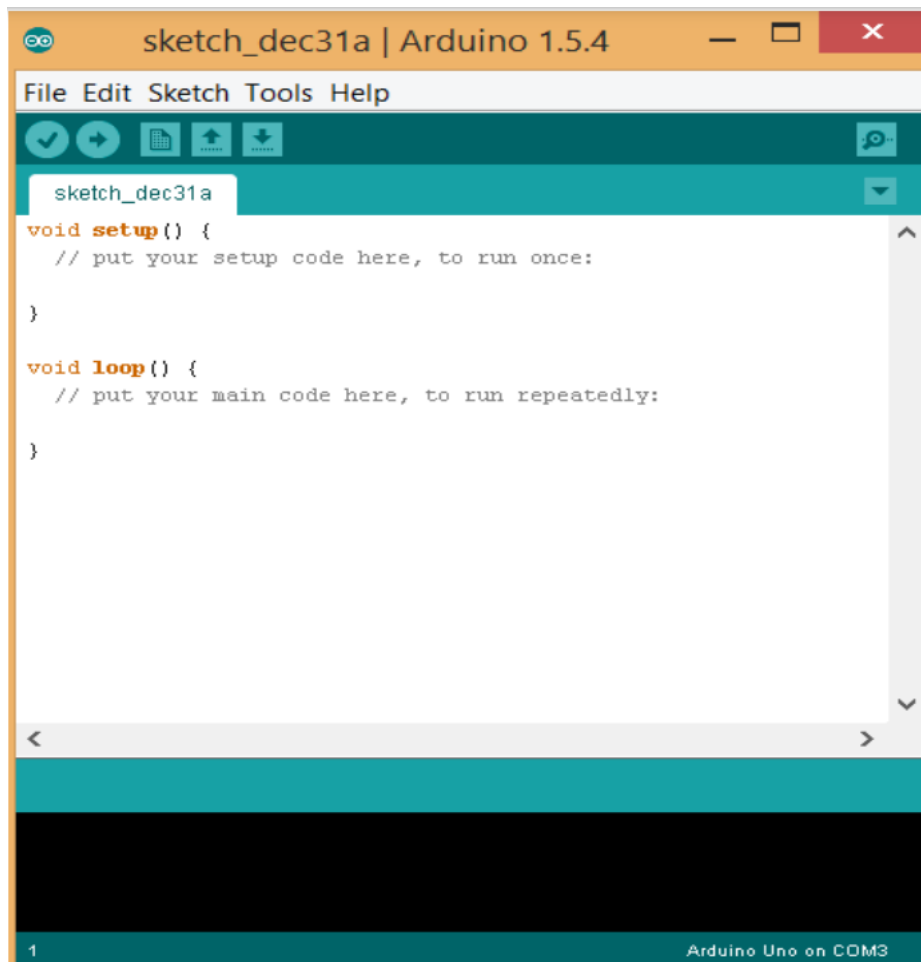 sketch_dec31a | Arduino 1.5.4
File Edit Sketch Tools Help
sketch_dec31a
void setup() {
  // put your setup code here, to run once:
}
void loop() {
  // put your main code here, to run repeatedly:
}
1 Arduino Uno on COM3